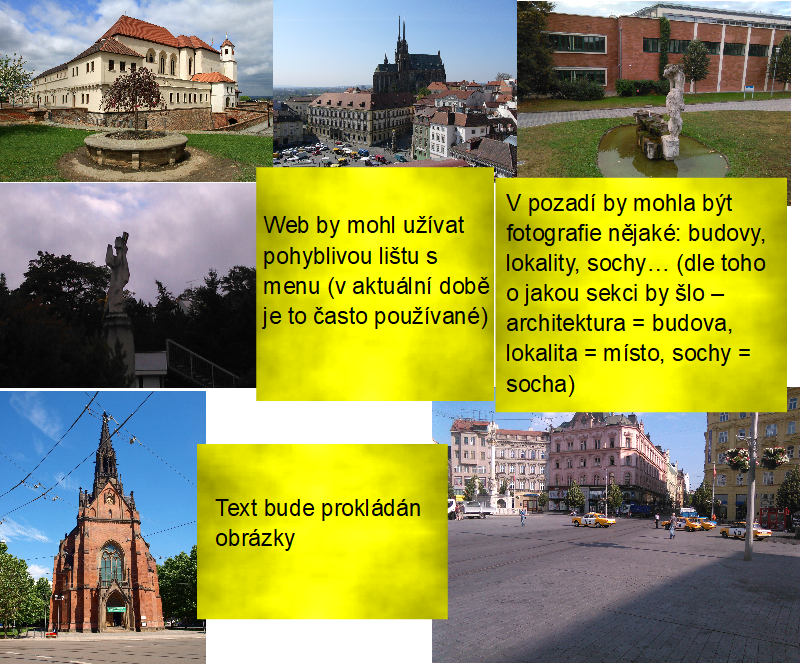 Web by mohl užívat
pohyblivou lištu s
menu (v aktuální době
je to často používané)
V pozadí by mohla být
fotografie nějaké: budovy,
lokality, sochy… (dle toho
o jakou sekci by šlo –
architektura = budova,
lokalita = místo, sochy =
socha)
Text bude prokládán
obrázky